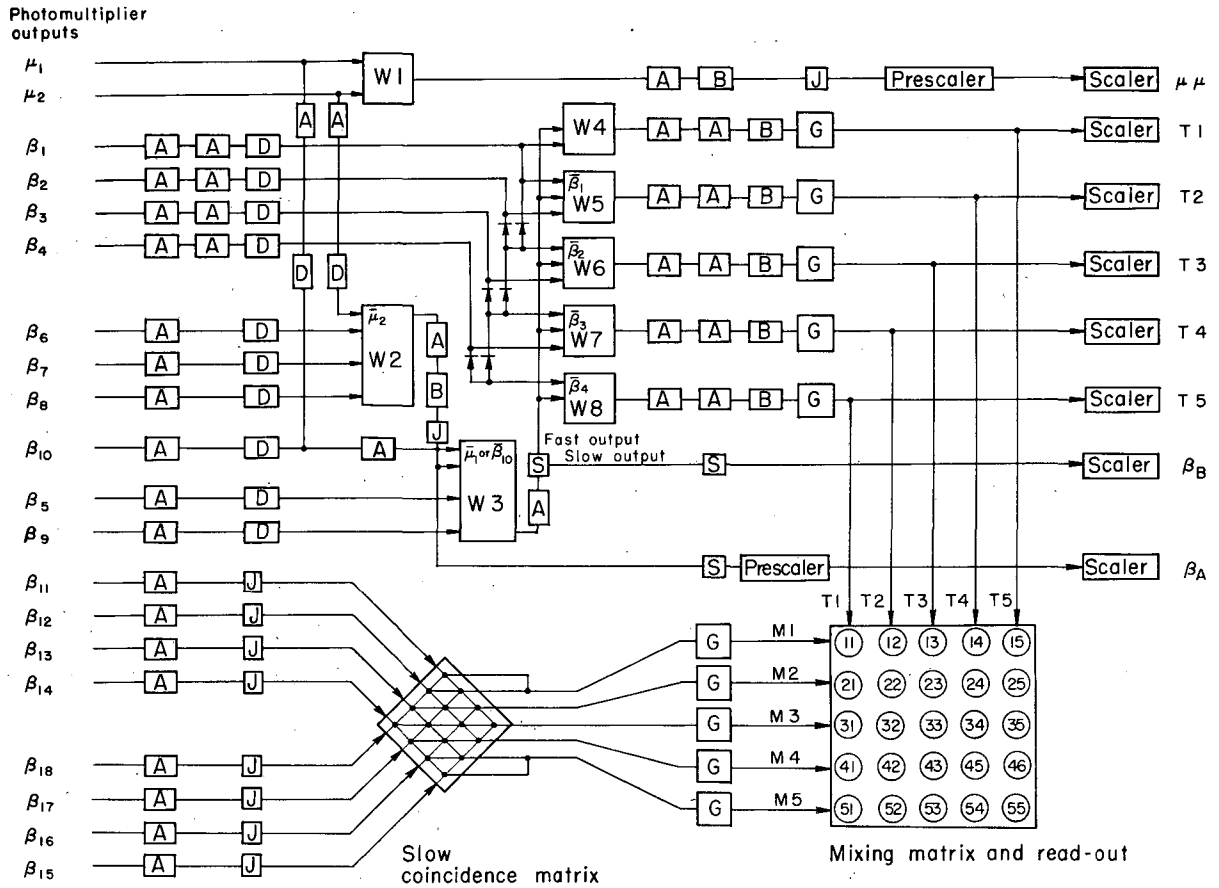 Photomultiplier
outputs
μ1 W1 A B J Prescaler Scaler μμ
μ2
A A
β1 A A D W4 A A B G Scaler T1
β2 A A D β̄1 W5 A A B G Scaler T2
β3 A A D
β4 A A D β̄2 W6 A A B G Scaler T3
D D
β6 A D μ̄2 W2 A β̄3 W7 A A B G Scaler T4
β7 A D
β8 A D B β̄4 W8 A A B G Scaler T5
J
β10 A D A μ̄1 or β̄10 W3 Fast output
Slow output
S S Scaler βB
β5 A D
A
β9 A D
S Prescaler Scaler βA
β11 A J
T1 T2 T3 T4 T5
β12 A J
β13 A J
β14 A J
G M1 11 12 13 14 15
G M2 21 22 23 24 25
G M3 31 32 33 34 35
G M4 41 42 43 45 46
G M5 51 52 53 54 55
β18 A J
β17 A J
β16 A J
β15 A J
Slow
coincidence matrix
Mixing matrix and read-out